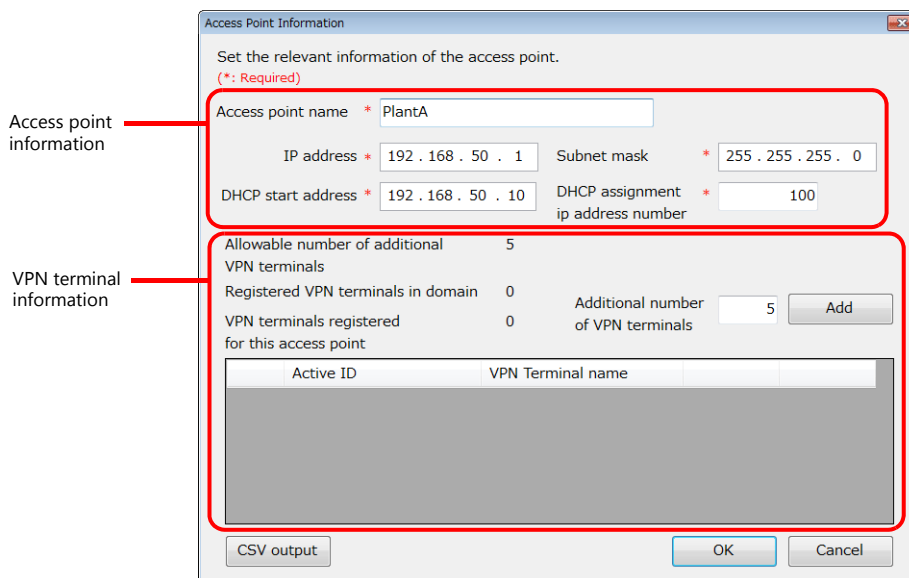 Access Point Information
Set the relevant information of the access point.
(*: Required)
Access point information
Access point name * PlantA
IP address * 192 . 168 . 50 . 1 Subnet mask * 255 . 255 . 255 . 0
DHCP start address * 192 . 168 . 50 . 10 DHCP assignment ip address number * 100
VPN terminal information
Allowable number of additional VPN terminals 5
Registered VPN terminals in domain 0
VPN terminals registered for this access point 0
Additional number of VPN terminals 5 Add
Active ID VPN Terminal name
CSV output OK Cancel